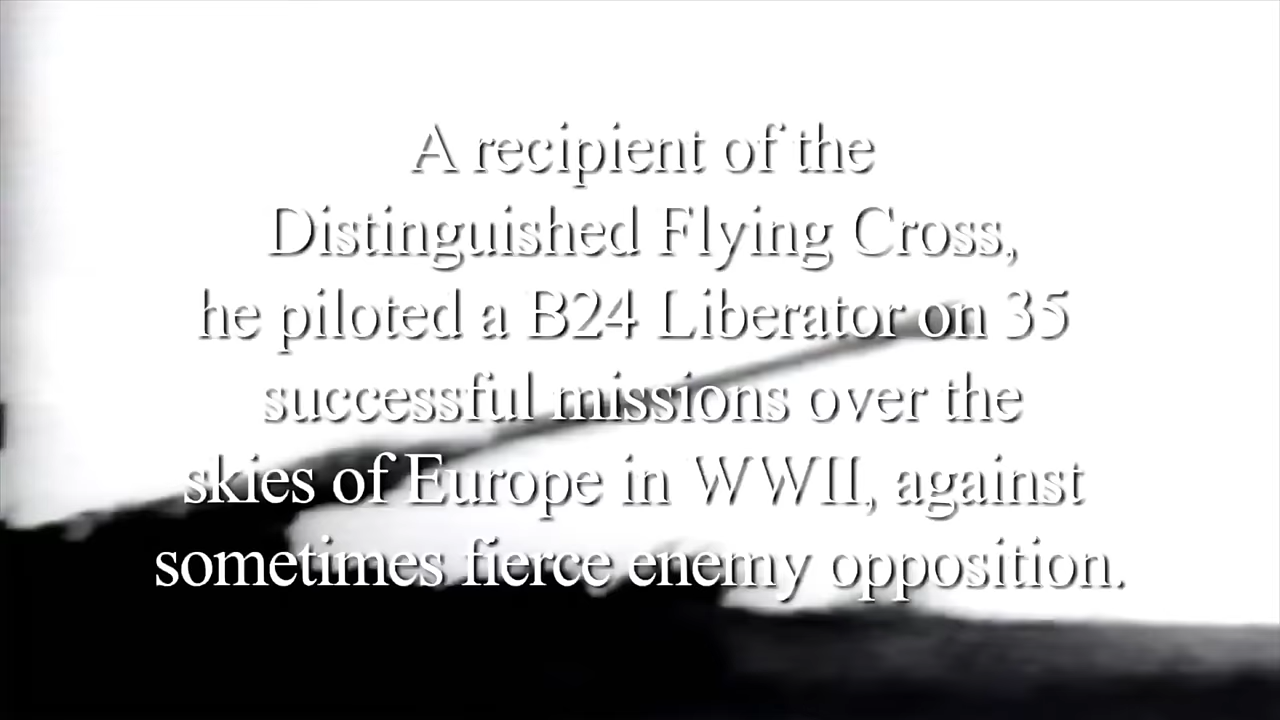 A recipient of the
Distinguished Flying Cross,
he piloted a B24 Liberator on 35
successful missions over the
skies of Europe in WWII, against
sometimes fierce enemy opposition.